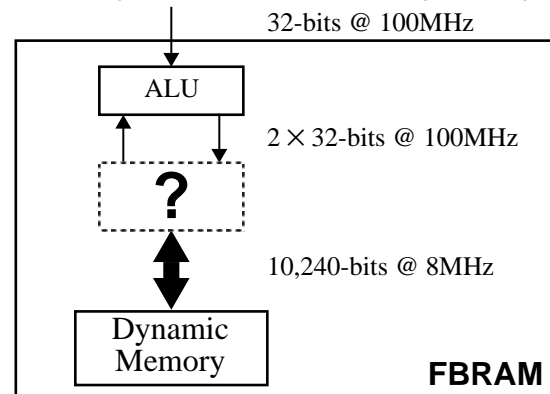 32-bits @ 100MHz
ALU
2 × 32-bits @ 100MHz
?
10,240-bits @ 8MHz
Dynamic
Memory
FBRAM